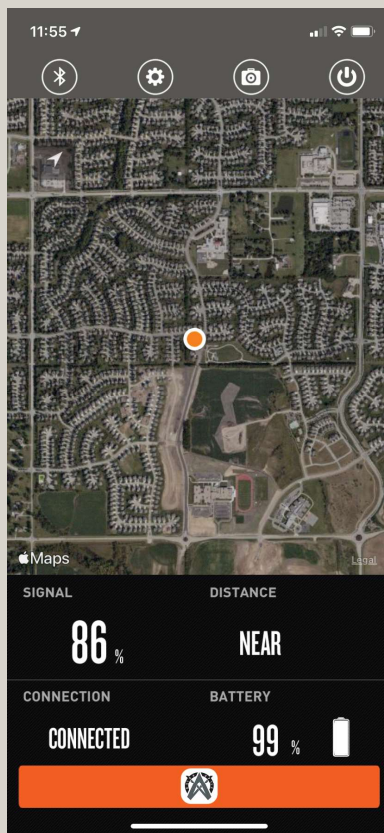 11:55
Maps
Legal
SIGNAL DISTANCE
86 % NEAR
CONNECTION BATTERY
CONNECTED 99 %